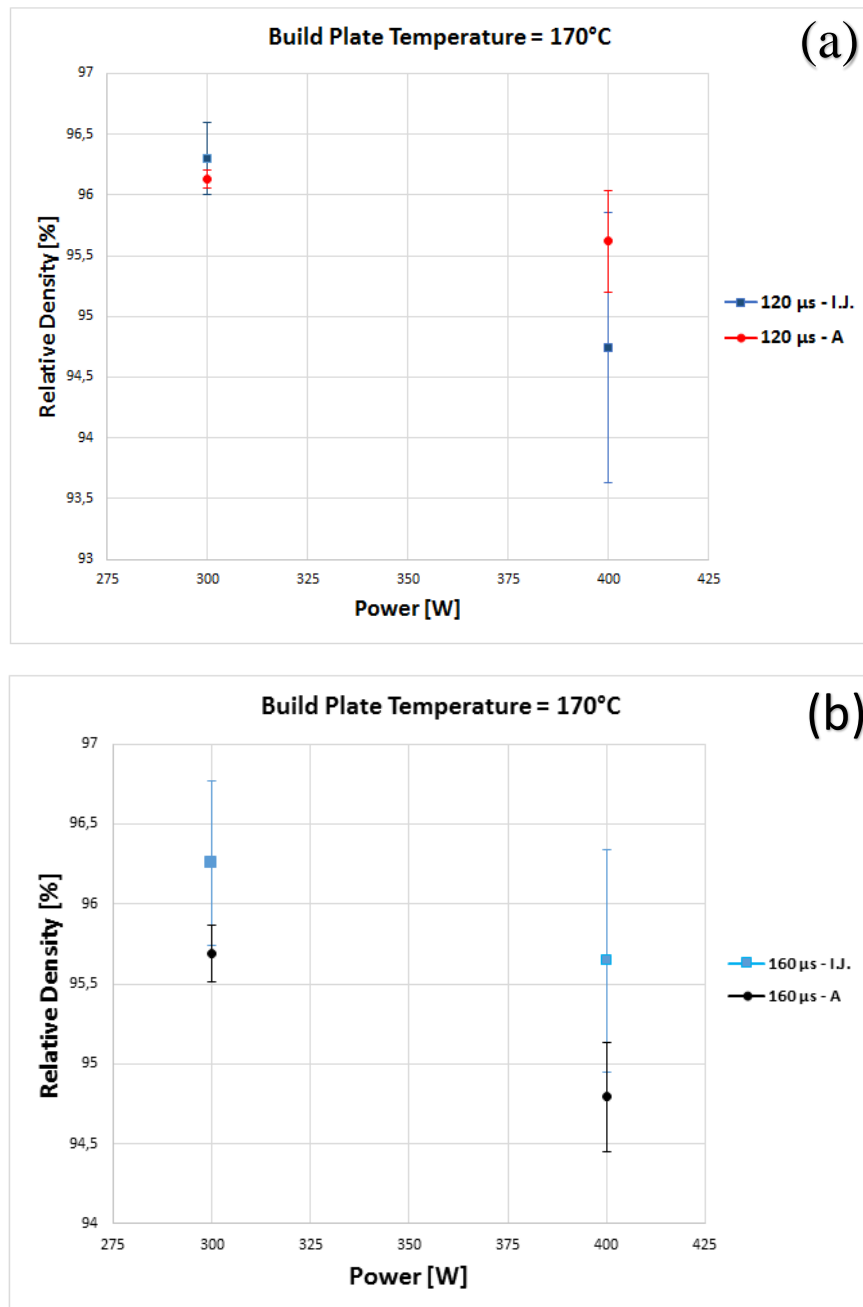 Build Plate Temperature = 170°C
(a)
97
96,5
96
95,5
95
94,5
94
93,5
93
Relative Density [%]
275
300
325
350
375
400
425
Power [W]
120 µs - I.J.
120 µs - A
Build Plate Temperature = 170°C
(b)
97
96,5
96
95,5
95
94,5
94
Relative Density [%]
275
300
325
350
375
400
425
Power [W]
160 µs - I.J.
160 µs - A